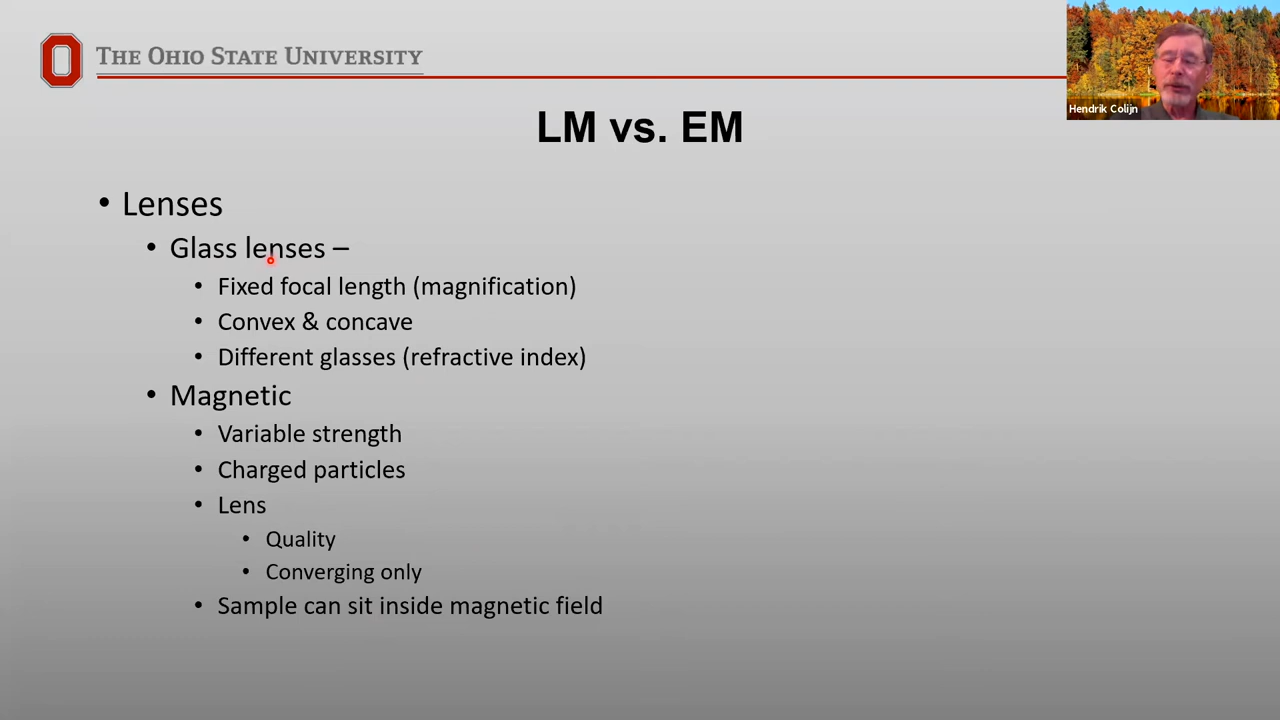 THE OHIO STATE UNIVERSITY
Hendrik Colijn
LM vs. EM
• Lenses
• Glass lenses –
• Fixed focal length (magnification)
• Convex & concave
• Different glasses (refractive index)
• Magnetic
• Variable strength
• Charged particles
• Lens
• Quality
• Converging only
• Sample can sit inside magnetic field